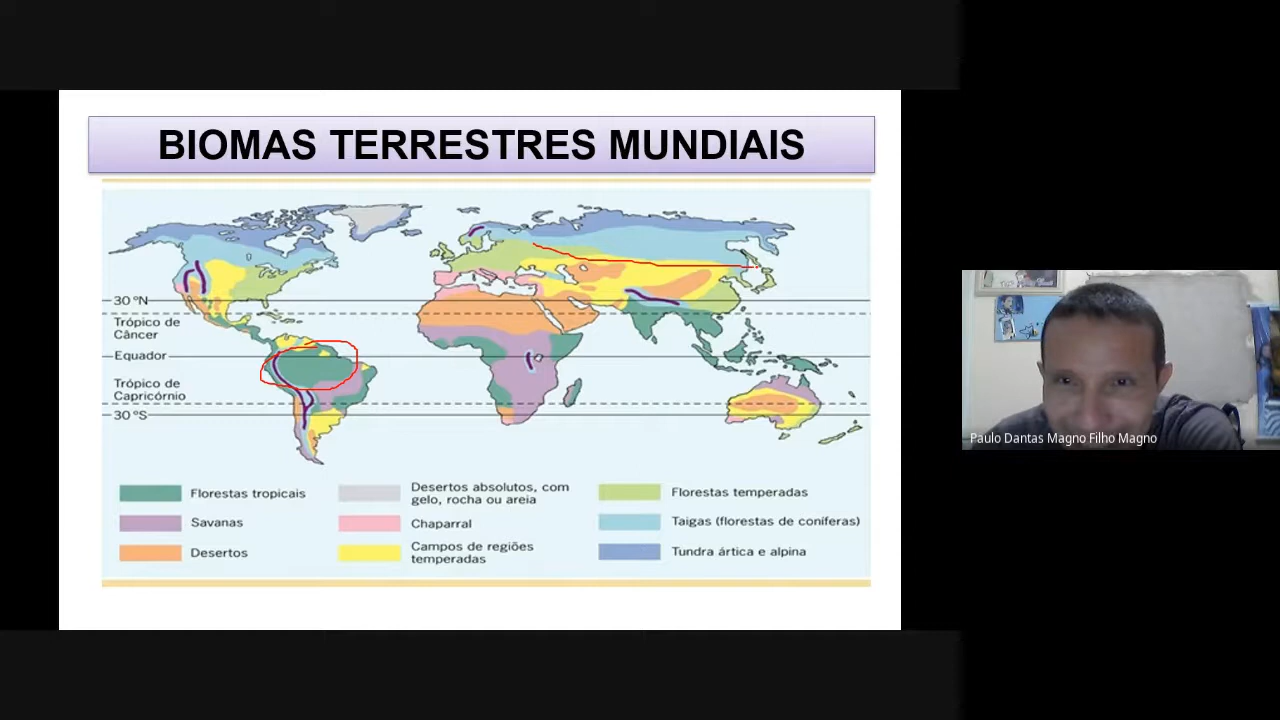 BIOMAS TERRESTRES MUNDIAIS
30 ºN
Trópico de
Câncer
Equador
Trópico de
Capricórnio
30 ºS
Florestas tropicais
Savanas
Desertos
Desertos absolutos, com
gelo, rocha ou areia
Chaparral
Campos de regiões
temperadas
Florestas temperadas
Taigas (florestas de coníferas)
Tundra ártica e alpina
Paulo Dantas Magno Filho Magno